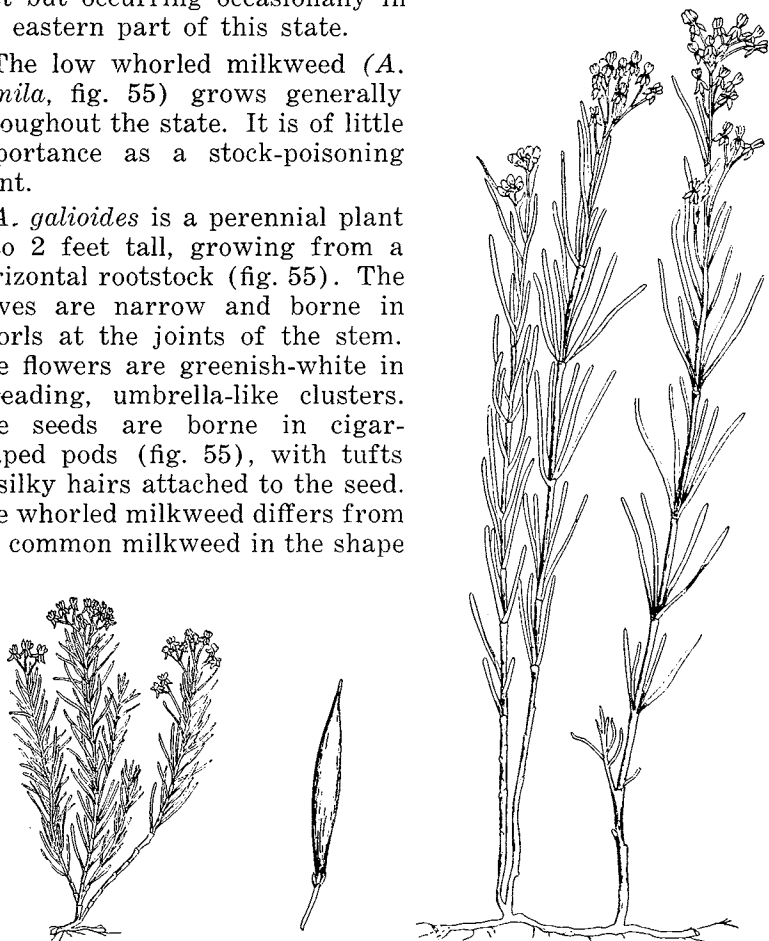 but occurring occasionally in
eastern part of this state.
The low whorled milkweed (A.
mila, fig. 55) grows generally
oughout the state. It is of little
portance as a stock-poisoning
nt.
A. galioides is a perennial plant
to 2 feet tall, growing from a
rizontal rootstock (fig. 55). The
ves are narrow and borne in
orls at the joints of the stem.
e flowers are greenish-white in
eading, umbrella-like clusters.
e seeds are borne in cigar-
ped pods (fig. 55), with tufts
silky hairs attached to the seed.
e whorled milkweed differs from
common milkweed in the shape